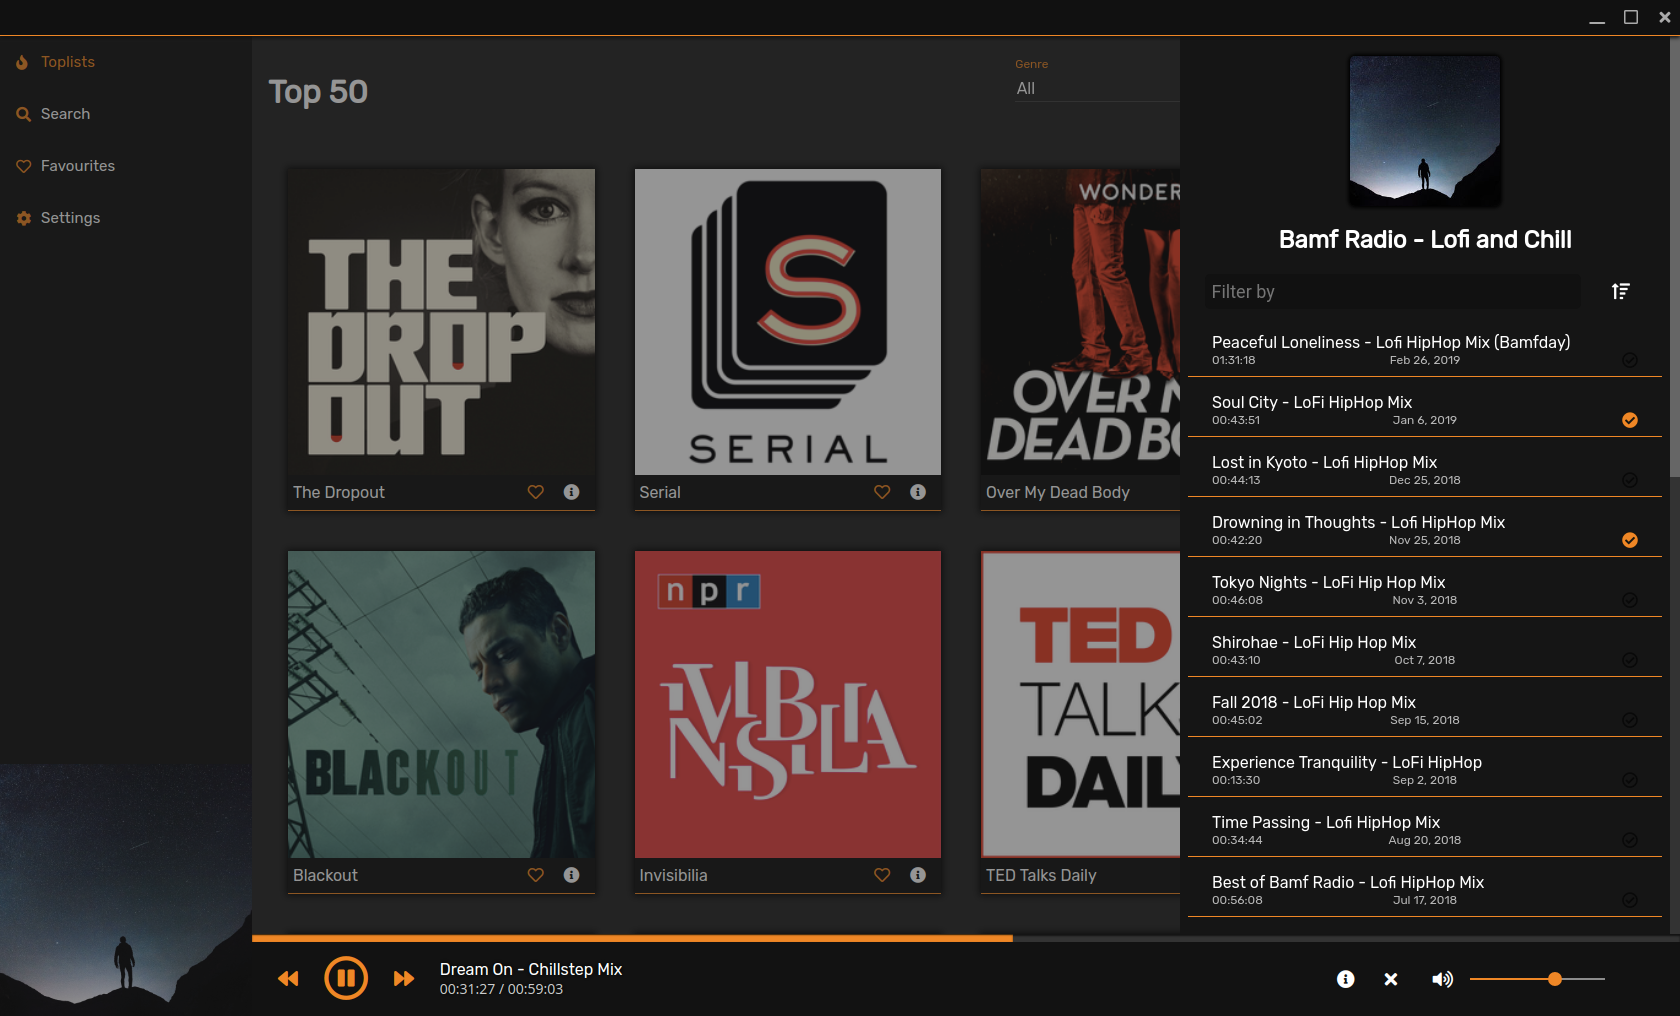 Toplists
Search
Favourites
Settings
Top 50
Genre
All
THE
DROP
OUT
The Dropout
S
SERIAL
Serial
WONDER
OVER
DEAD
Over My Dead Body
BLACKOUT
Blackout
npr
INVISIBILIA
Invisibilia
TED
TALK
DAIL
TED Talks Daily
Bamf Radio - Lofi and Chill
Filter by
Peaceful Loneliness - Lofi HipHop Mix (Bamfday)
01:31:18 Feb 26, 2019
Soul City - LoFi HipHop Mix
00:43:51 Jan 6, 2019
Lost in Kyoto - Lofi HipHop Mix
00:44:13 Dec 25, 2018
Drowning in Thoughts - Lofi HipHop Mix
00:42:20 Nov 25, 2018
Tokyo Nights - LoFi Hip Hop Mix
00:46:08 Nov 3, 2018
Shirohae - LoFi Hip Hop Mix
00:43:10 Oct 7, 2018
Fall 2018 - LoFi Hip Hop Mix
00:45:02 Sep 15, 2018
Experience Tranquility - LoFi HipHop
00:13:30 Sep 2, 2018
Time Passing - Lofi HipHop Mix
00:34:44 Aug 20, 2018
Best of Bamf Radio - Lofi HipHop Mix
00:56:08 Jul 17, 2018
Dream On - Chillstep Mix
00:31:27 / 00:59:03